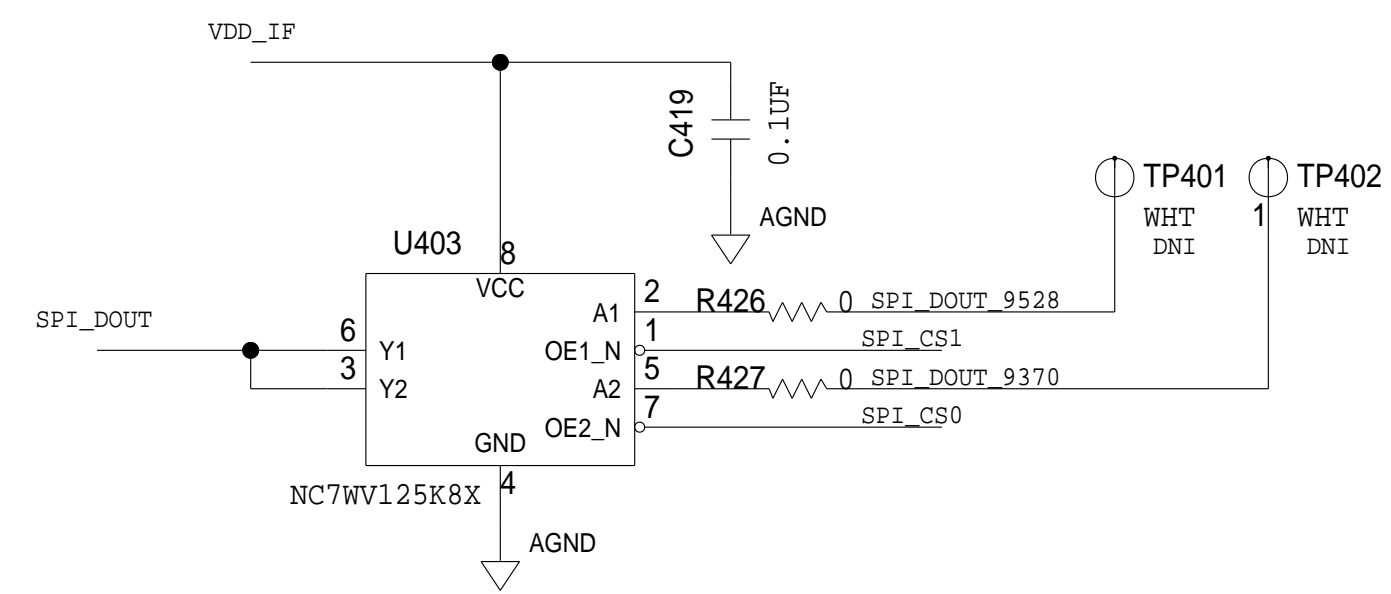 VDD_IF
C419
0.1UF
TP401
TP402
WHT
1
WHT
DNI
DNI
AGND
U403
8
VCC
2
R426
0
SPI_DOUT_9528
A1
SPI_DOUT
6
1
SPI_CS1
Y1
OE1_N
3
5
R427
0
SPI_DOUT_9370
Y2
A2
7
SPI_CS0
OE2_N
GND
NC7WV125K8X
4
AGND